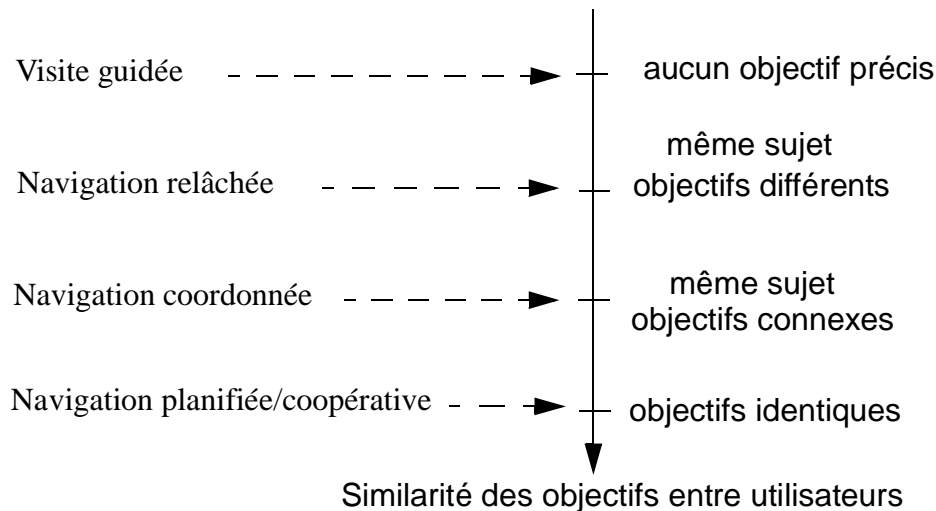 Visite guidée
aucun objectif précis
même sujet
Navigation relâchée
objectifs différents
même sujet
Navigation coordonnée
objectifs connexes
Navigation planifiée/coopérative
objectifs identiques
Similarité des objectifs entre utilisateurs